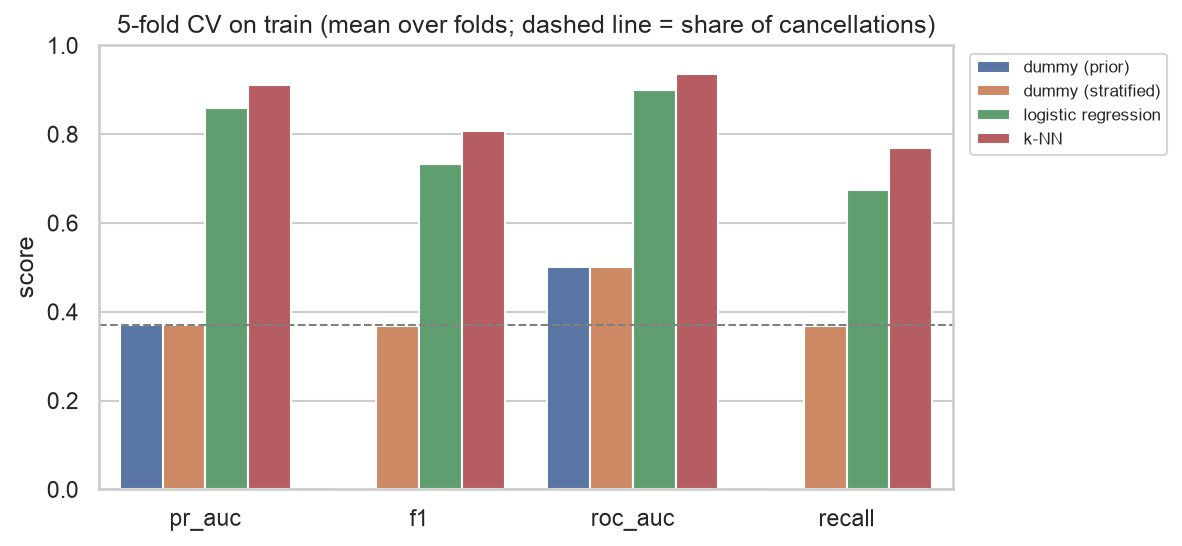 5-fold CV on train (mean over folds; dashed line = share of cancellations)
1.0
0.8
0.6
0.4
0.2
0.0
score
pr_auc
f1
roc_auc
recall
dummy (prior)
dummy (stratified)
logistic regression
k-NN